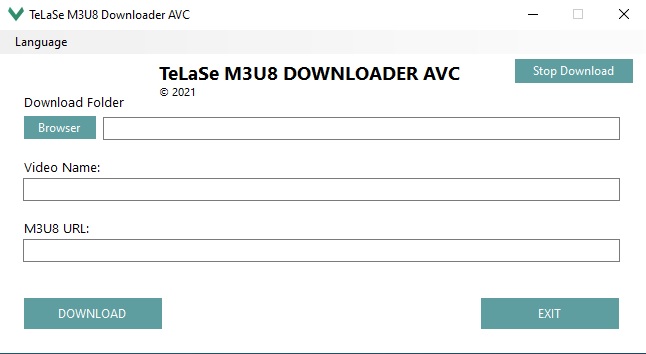 TeLaSe M3U8 Downloader AVC
Language
TeLaSe M3U8 DOWNLOADER AVC
Stop Download
© 2021
Download Folder
Browser
Video Name:
M3U8 URL:
DOWNLOAD
EXIT